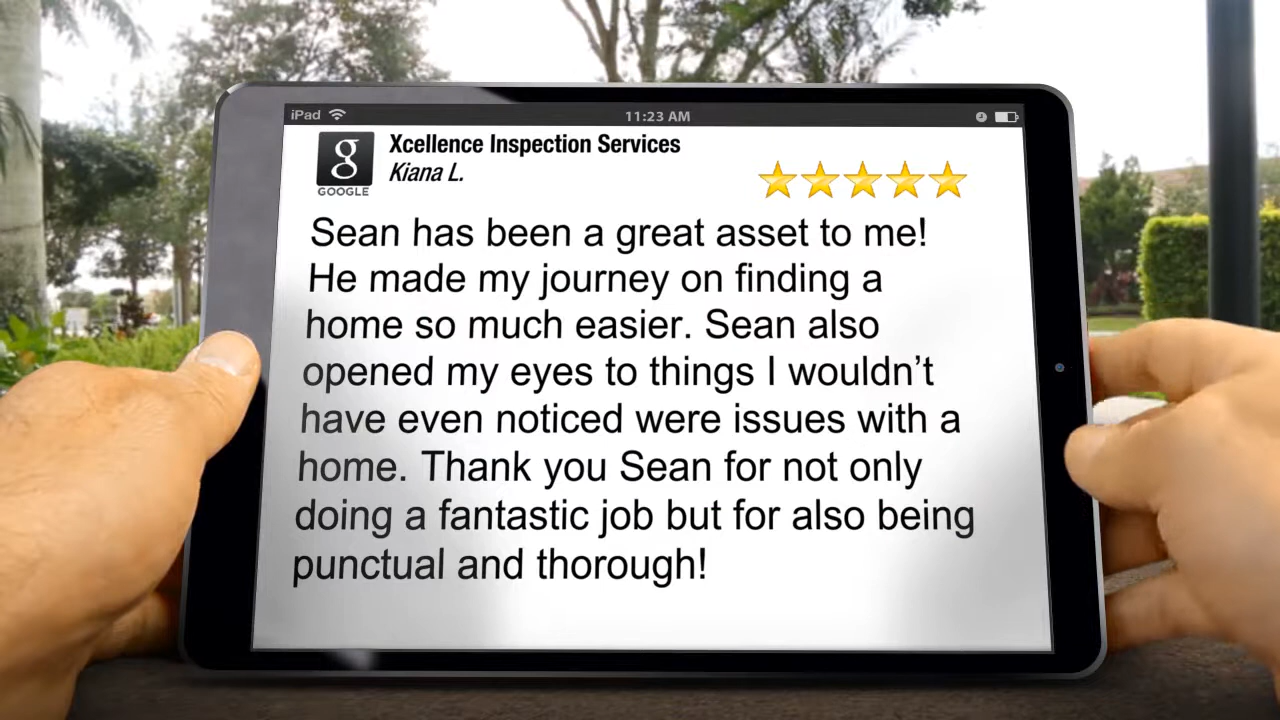 iPad 11:23 AM
g
GOOGLE
Xcellence Inspection Services
Kiana L.
Sean has been a great asset to me!
He made my journey on finding a
home so much easier. Sean also
opened my eyes to things I wouldn’t
have even noticed were issues with a
home. Thank you Sean for not only
doing a fantastic job but for also being
punctual and thorough!